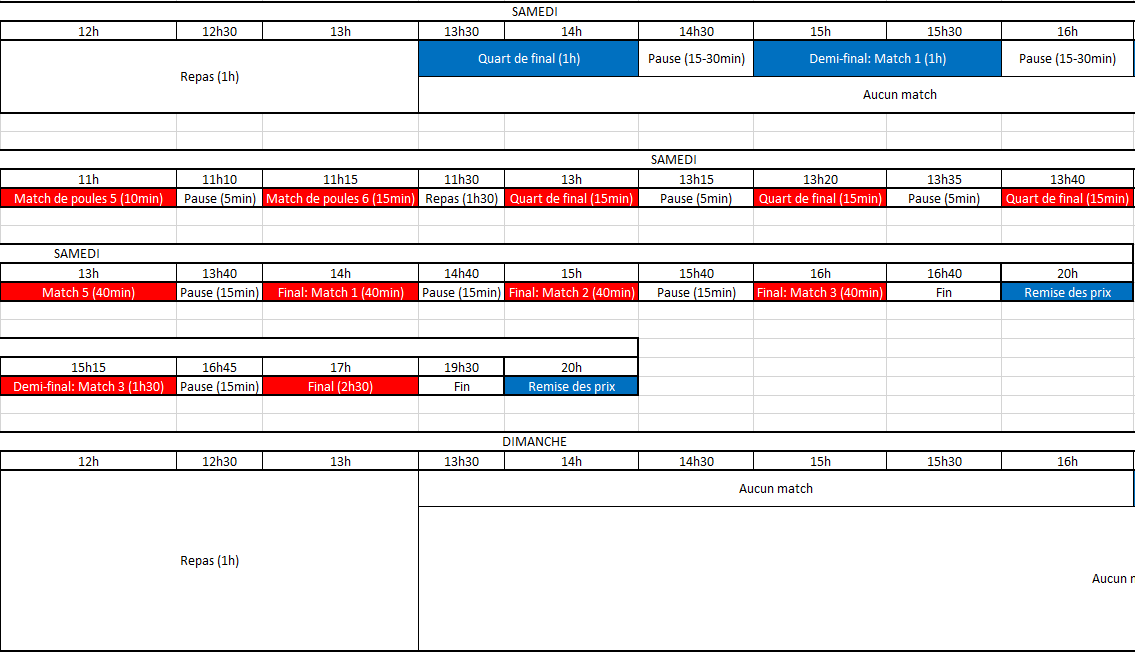 SAMEDI
12h 12h30 13h 13h30 14h 14h30 15h 15h30 16h
Repas (1h) Quart de final (1h) Pause (15-30min) Demi-final: Match 1 (1h) Pause (15-30min)
Aucun match
SAMEDI
11h 11h10 11h15 11h30 13h 13h15 13h20 13h35 13h40
Match de poules 5 (10min) Pause (5min) Match de poules 6 (15min) Repas (1h30) Quart de final (15min) Pause (5min) Quart de final (15min) Pause (5min) Quart de final (15min)
SAMEDI
13h 13h40 14h 14h40 15h 15h40 16h 16h40 20h
Match 5 (40min) Pause (15min) Final: Match 1 (40min) Pause (15min) Final: Match 2 (40min) Pause (15min) Final: Match 3 (40min) Fin Remise des prix
15h15 16h45 17h 19h30 20h
Demi-final: Match 3 (1h30) Pause (15min) Final (2h30) Fin Remise des prix
DIMANCHE
12h 12h30 13h 13h30 14h 14h30 15h 15h30 16h
Aucun match
Repas (1h)
Aucun